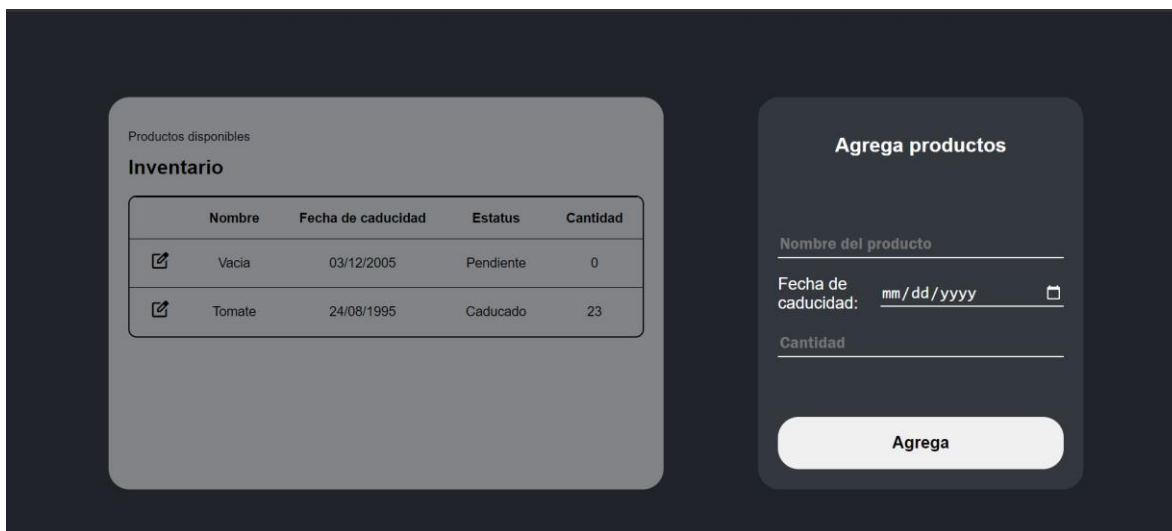 Productos disponibles
Inventario
Nombre Fecha de caducidad Estatus Cantidad
Vacia 03/12/2005 Pendiente 0
Tomate 24/08/1995 Caducado 23
Agrega productos
Nombre del producto
Fecha de
caducidad: mm/dd/yyyy
Cantidad
Agrega